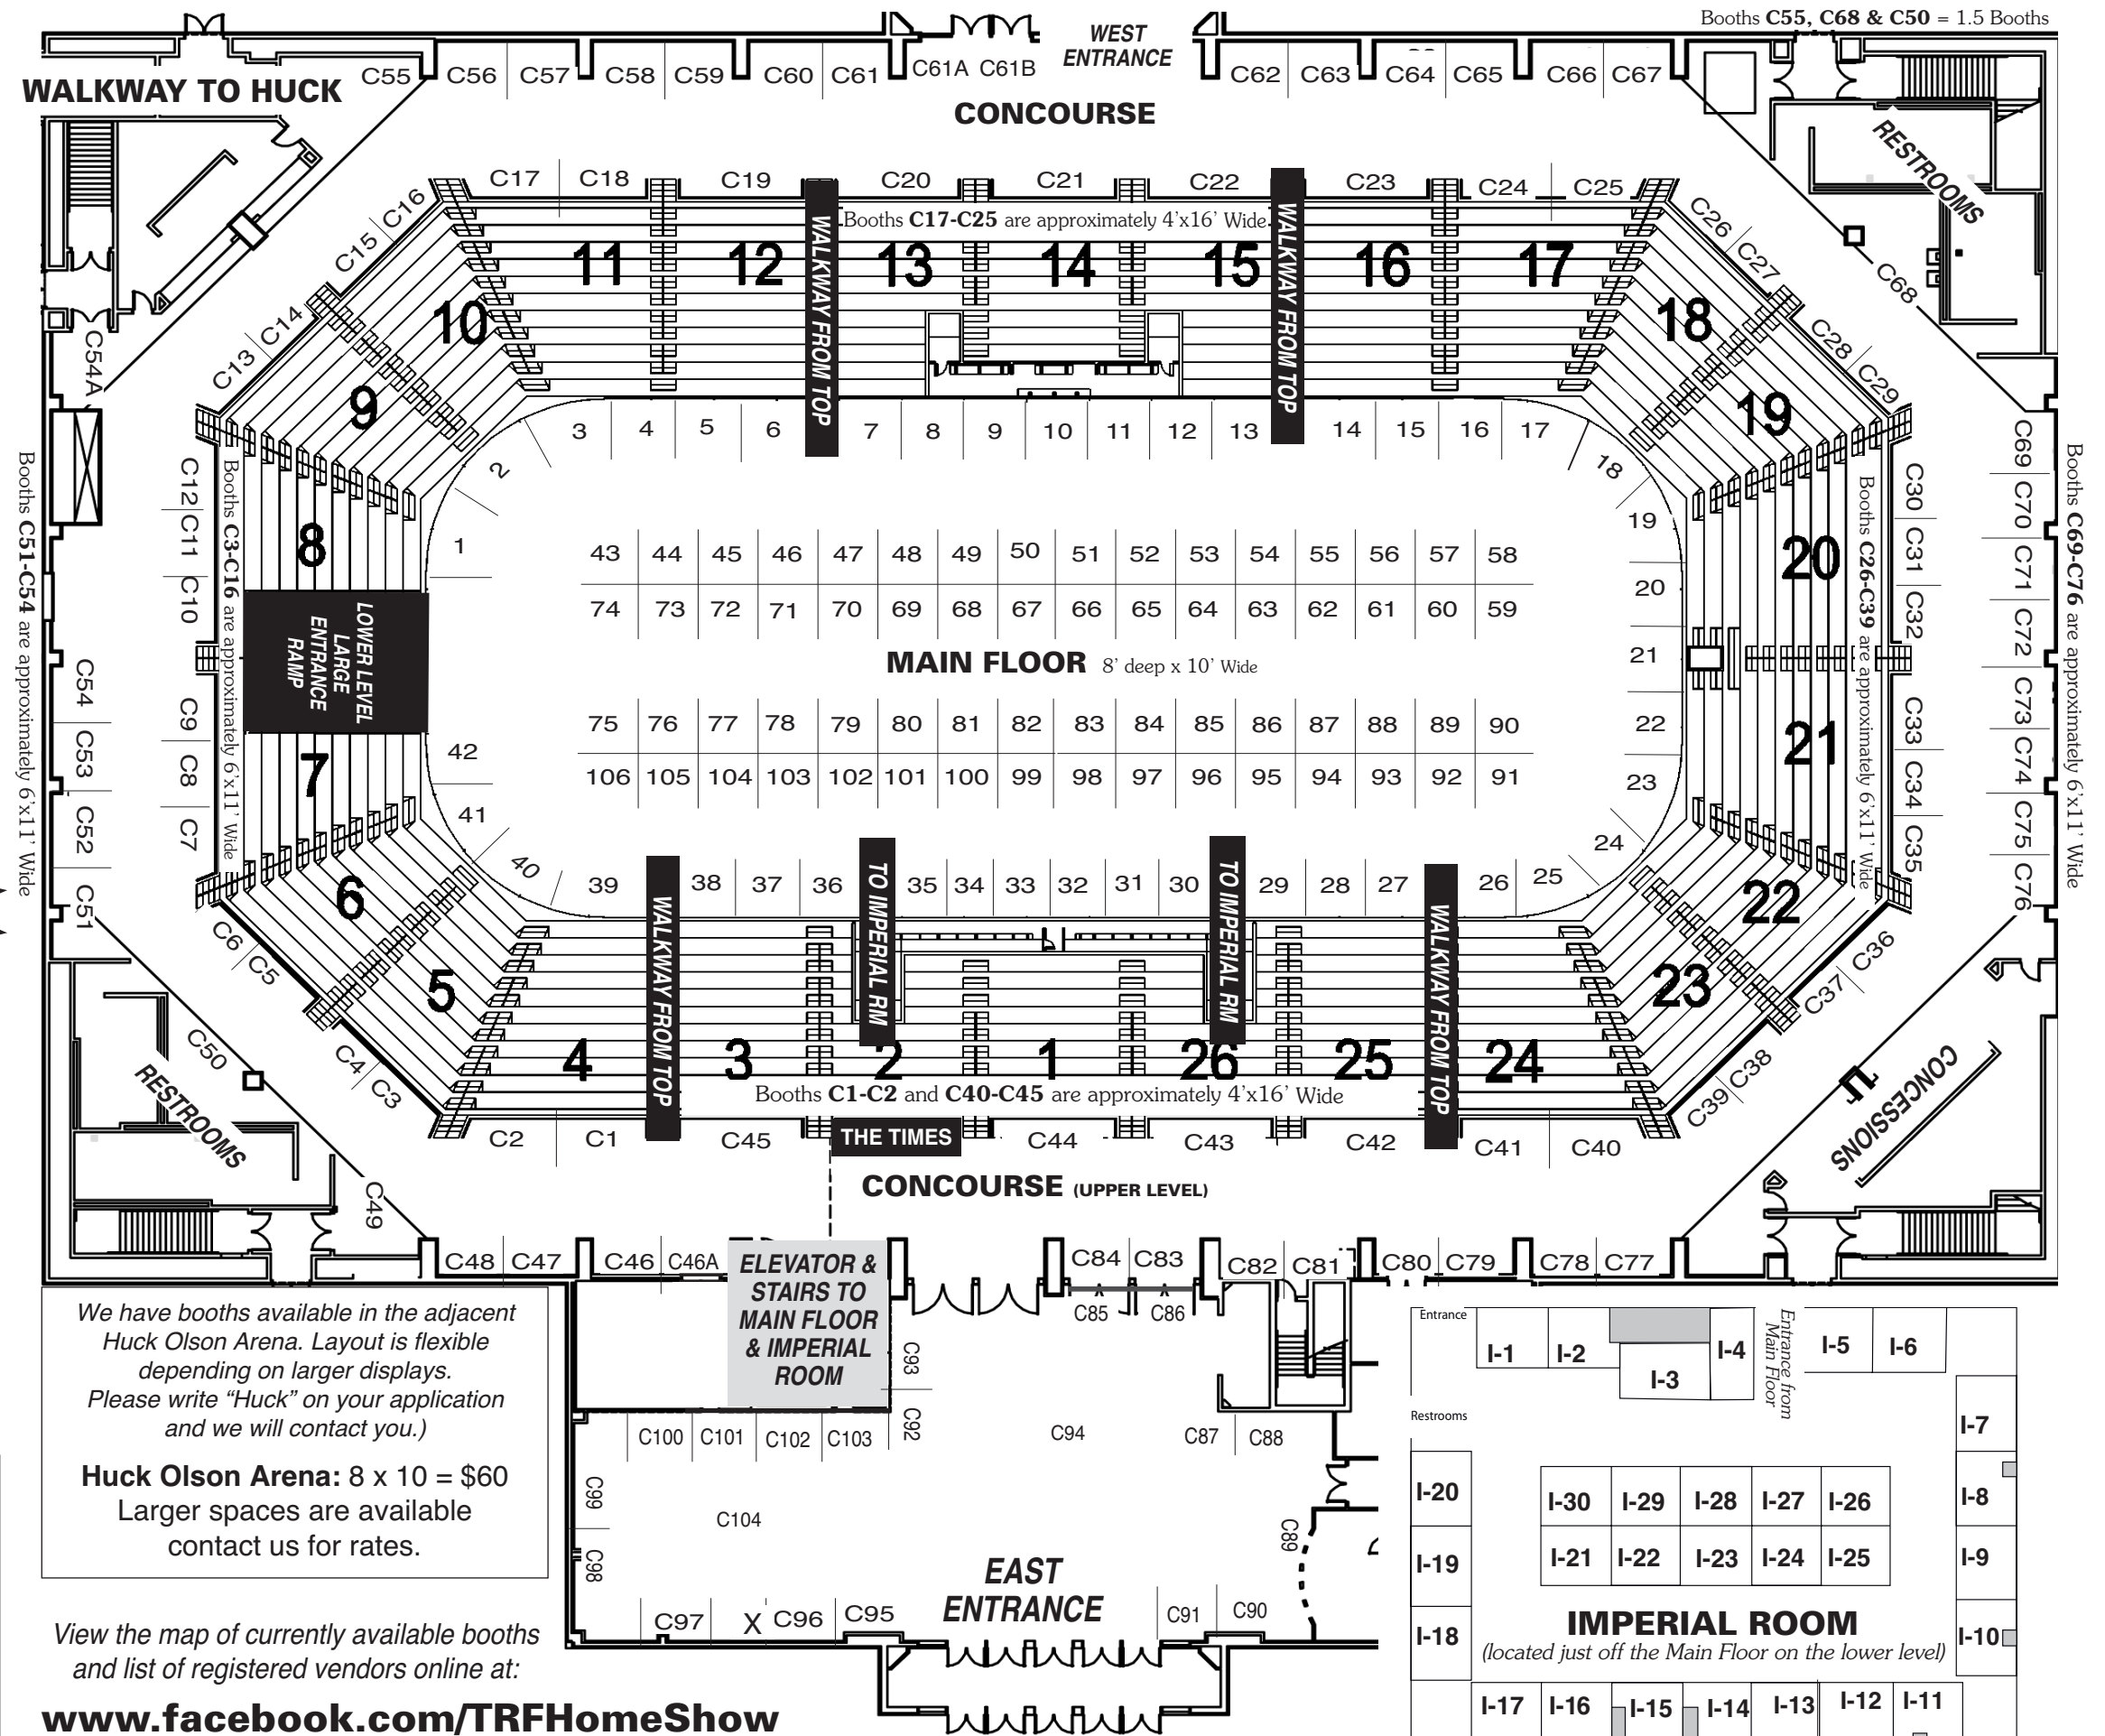 Booths C55, C68 & C50 = 1.5 Booths
WEST
ENTRANCE
WALKWAY TO HUCK
C55 C56 C57 C58 C59 C60 C61 C61A C61B C62 C63 C64 C65 C66 C67
CONCOURSE
RESTROOMS
C68
C17 C18 C19 C20 C21 C22 C23 C24 C25
Booths C17-C25 are approximately 4'x16' Wide
C16
C15
C14
C13
C26
C27
C28
C29
11 12 13 14 15 16 17
10
9
18
19
WALKWAY FROM TOP
WALKWAY FROM TOP
C54A
3 4 5 6 7 8 9 10 11 12 13 14 15 16 17
2
1
18
19
20
21
22
23
24
Booths C51-C54 are approximately 6'x11' Wide
C54
C53
C52
C51
C12
C11
C10
C9
C8
C7
Booths C3-C16 are approximately 6'x11' Wide
8
LOWER LEVEL
LARGE
ENTRANCE
RAMP
7
43 44 45 46 47 48 49 50 51 52 53 54 55 56 57 58
74 73 72 71 70 69 68 67 66 65 64 63 62 61 60 59
MAIN FLOOR 8' deep x 10' Wide
75 76 77 78 79 80 81 82 83 84 85 86 87 88 89 90
106 105 104 103 102 101 100 99 98 97 96 95 94 93 92 91
20
21
Booths C26-C39 are approximately 6'x11' Wide
C30
C31
C32
C33
C34
C35
C69
C70
C71
C72
C73
C74
C75
C76
Booths C69-C76 are approximately 6'x11' Wide
42
41
40
39 38 37 36 35 34 33 32 31 30 29 28 27 26 25
WALKWAY FROM TOP
TO IMPERIAL RM
TO IMPERIAL RM
WALKWAY FROM TOP
6
5
22
23
4 3 2 1 26 25 24
Booths C1-C2 and C40-C45 are approximately 4'x16' Wide
C6
C5
C4
C3
C36
C37
C38
C39
C50
RESTROOMS
C49
CONCESSIONS
C2 C1 C45 THE TIMES C44 C43 C42 C41 C40
CONCOURSE (UPPER LEVEL)
C48 C47 C46 C46A C84 C83 C82 C81 C80 C79 C78 C77
C85 C86
ELEVATOR &
STAIRS TO
MAIN FLOOR
& IMPERIAL
ROOM
C93
C92
C100 C101 C102 C103 C94 C87 C88
C99
C98
C104
C89
EAST
ENTRANCE
C97 X C96 C95 C91 C90
We have booths available in the adjacent
Huck Olson Arena. Layout is flexible
depending on larger displays.
Please write “Huck” on your application
and we will contact you.)
Huck Olson Arena: 8 x 10 = $60
Larger spaces are available
contact us for rates.
View the map of currently available booths
and list of registered vendors online at:
www.facebook.com/TRFHomeShow
Entrance
I-1 I-2 I-3 I-4
Entrance from
Main Floor
I-5 I-6
Restrooms
I-7
I-8
I-9
I-10
I-20
I-19
I-18
I-30 I-29 I-28 I-27 I-26
I-21 I-22 I-23 I-24 I-25
IMPERIAL ROOM
(located just off the Main Floor on the lower level)
I-17 I-16 I-15 I-14 I-13 I-12 I-11